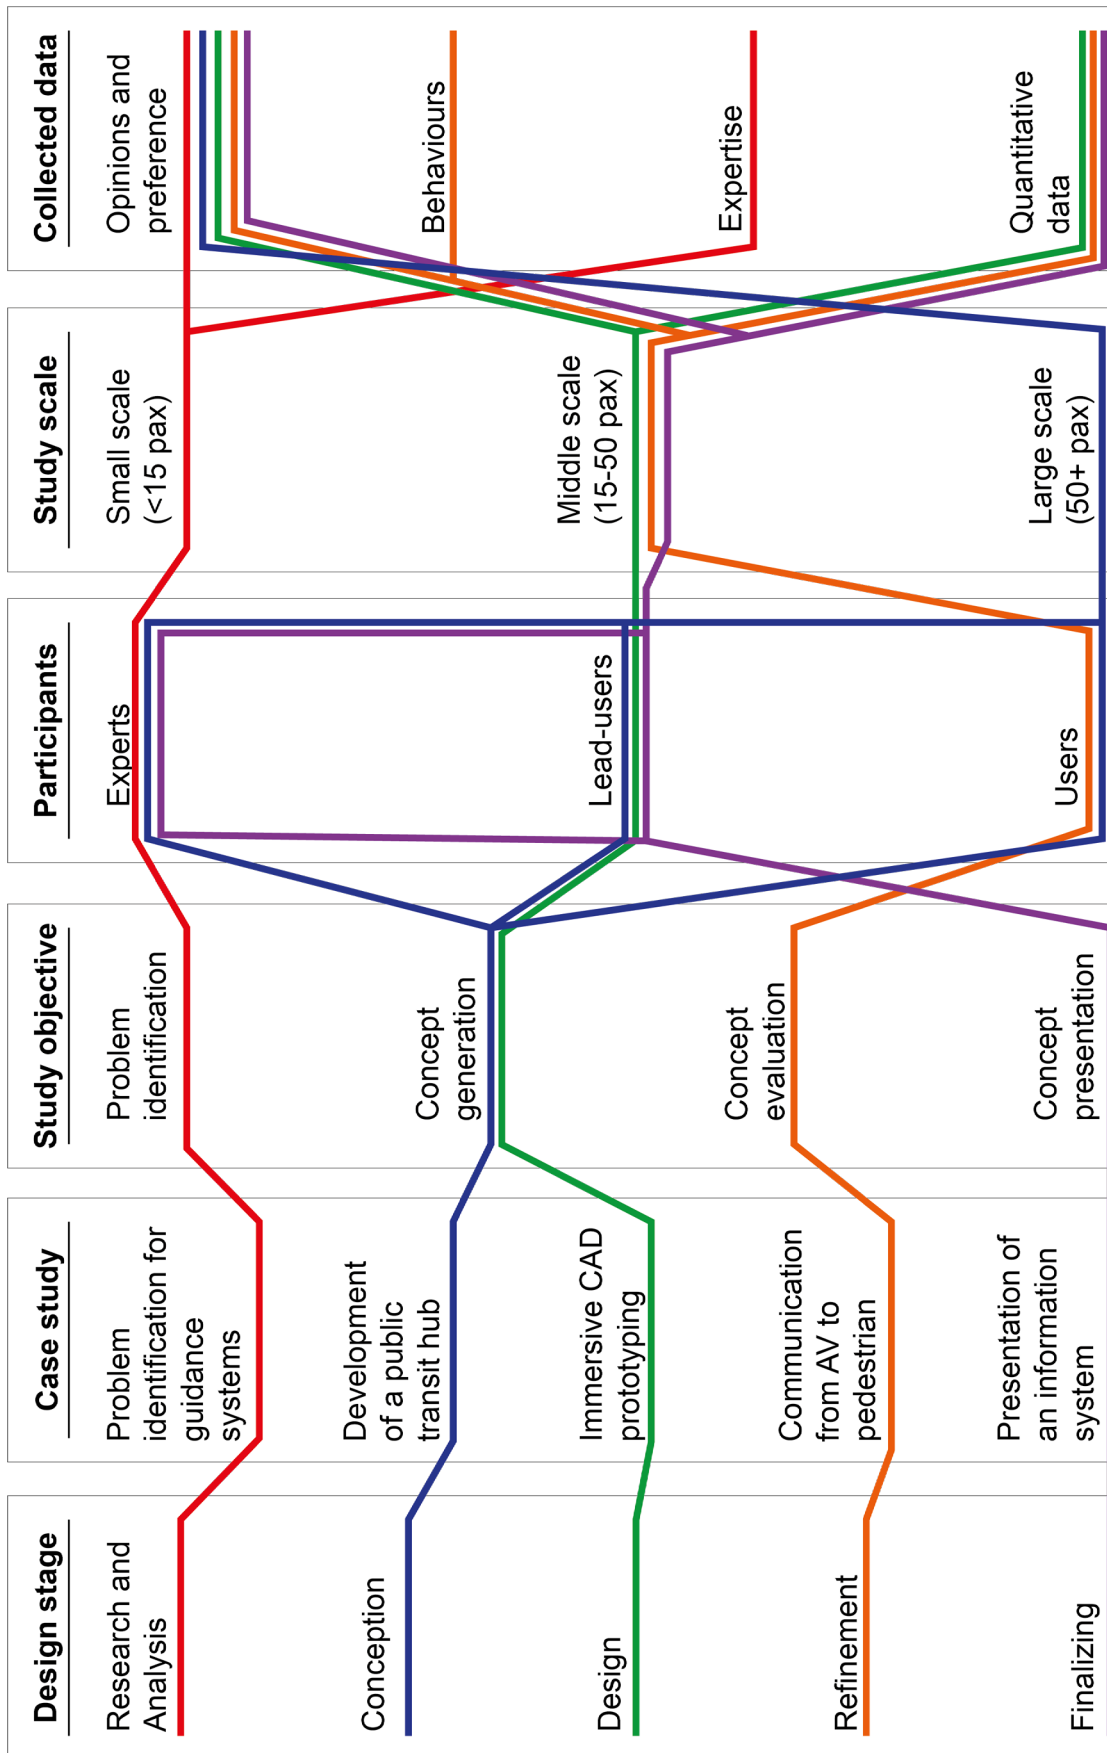 Design stage
Research and
Analysis
Conception
Design
Refinement
Finalizing
Case study
Problem
identification for
guidance
systems
Development
of a public
transit hub
Immersive CAD
prototyping
Communication
from AV to
pedestrian
Presentation of
an information
system
Study objective
Problem
identification
Concept
generation
Concept
evaluation
Concept
presentation
Participants
Experts
Lead-users
Users
Study scale
Small scale
(<15 pax)
Middle scale
(15-50 pax)
Large scale
(50+ pax)
Collected data
Opinions and
preference
Behaviours
Expertise
Quantitative
data